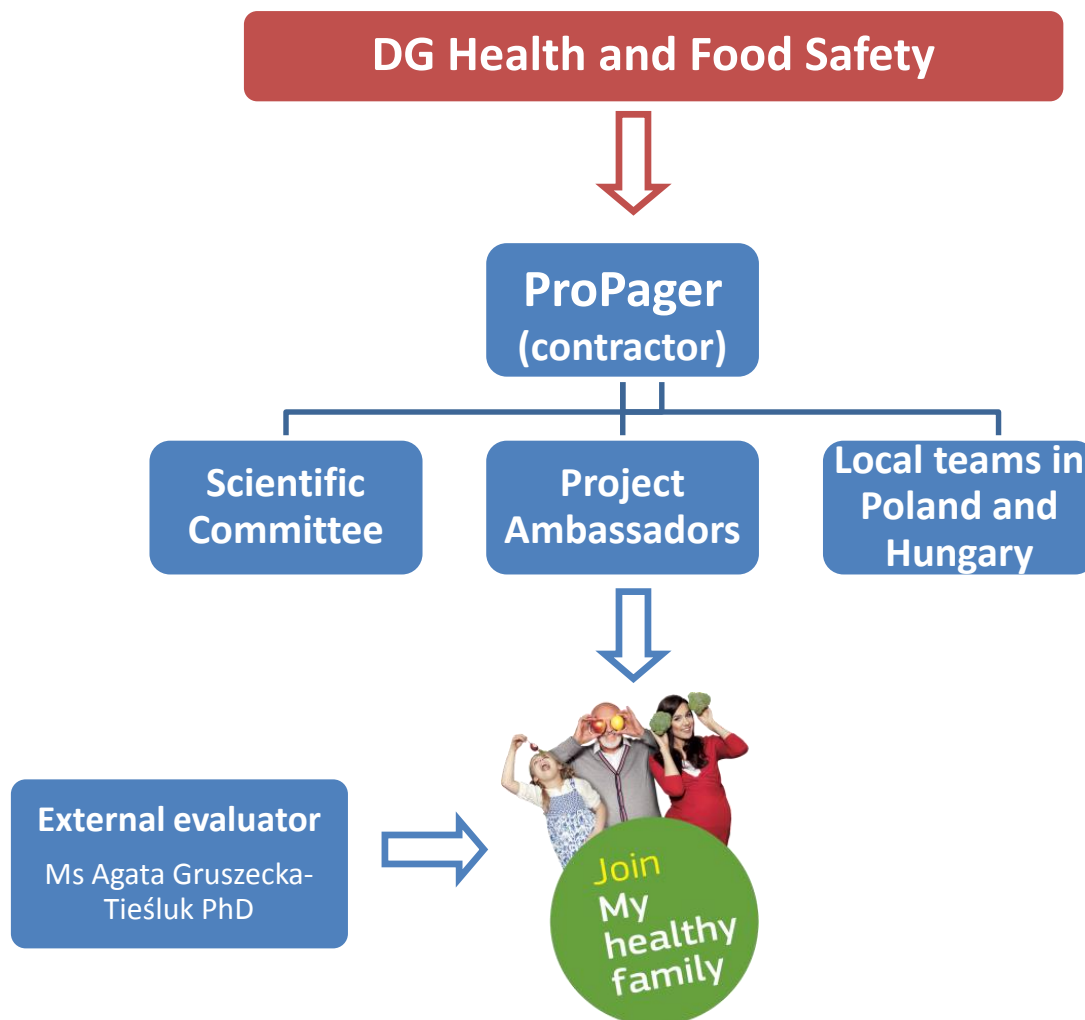 DG Health and Food Safety
ProPager
(contractor)
Scientific
Committee
Project
Ambassadors
Local teams in
Poland and
Hungary
External evaluator
Ms Agata Gruszecka-
Tieśluk PhD
Join
My
healthy
family